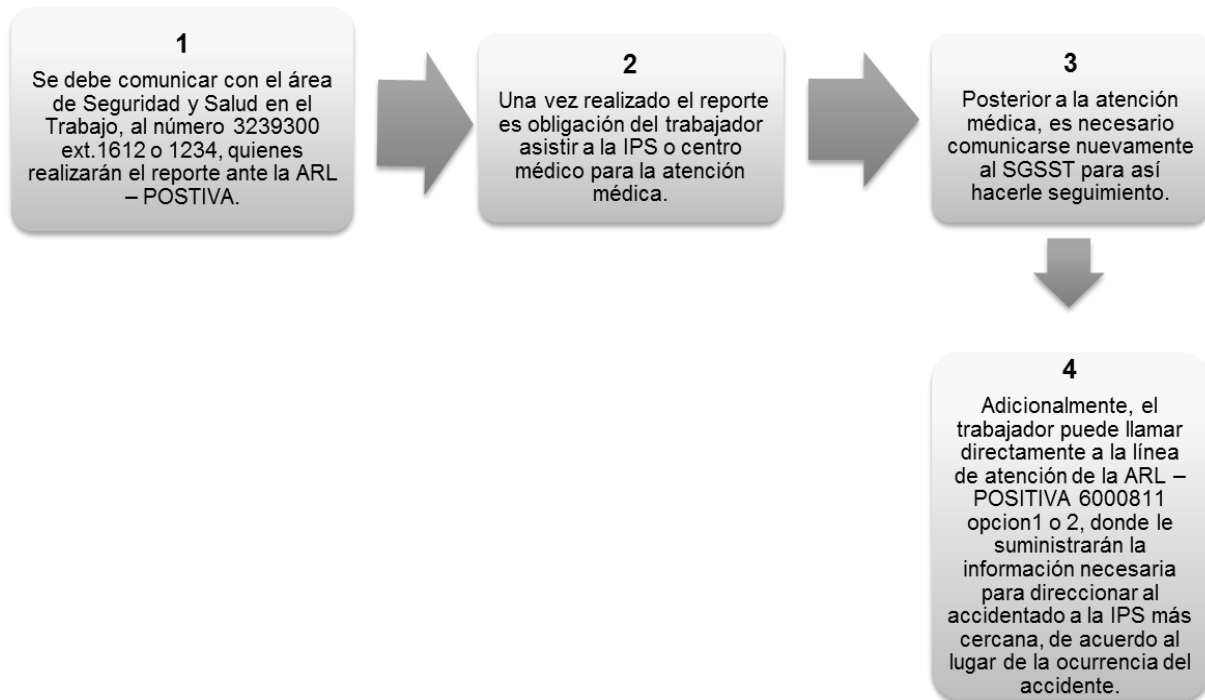 1
Se debe comunicar con el área
de Seguridad y Salud en el
Trabajo, al número 3239300
ext.1612 o 1234, quienes
realizarán el reporte ante la ARL
– POSTIVA.
2
Una vez realizado el reporte
es obligación del trabajador
asistir a la IPS o centro
médico para la atención
médica.
3
Posterior a la atención
médica, es necesario
comunicarse nuevamente
al SGSST para así
hacerle seguimiento.
4
Adicionalmente, el
trabajador puede llamar
directamente a la línea
de atención de la ARL –
POSITIVA 6000811
opcion1 o 2, donde le
suministrarán la
información necesaria
para direccionar al
accidentado a la IPS más
cercana, de acuerdo al
lugar de la ocurrencia del
accidente.